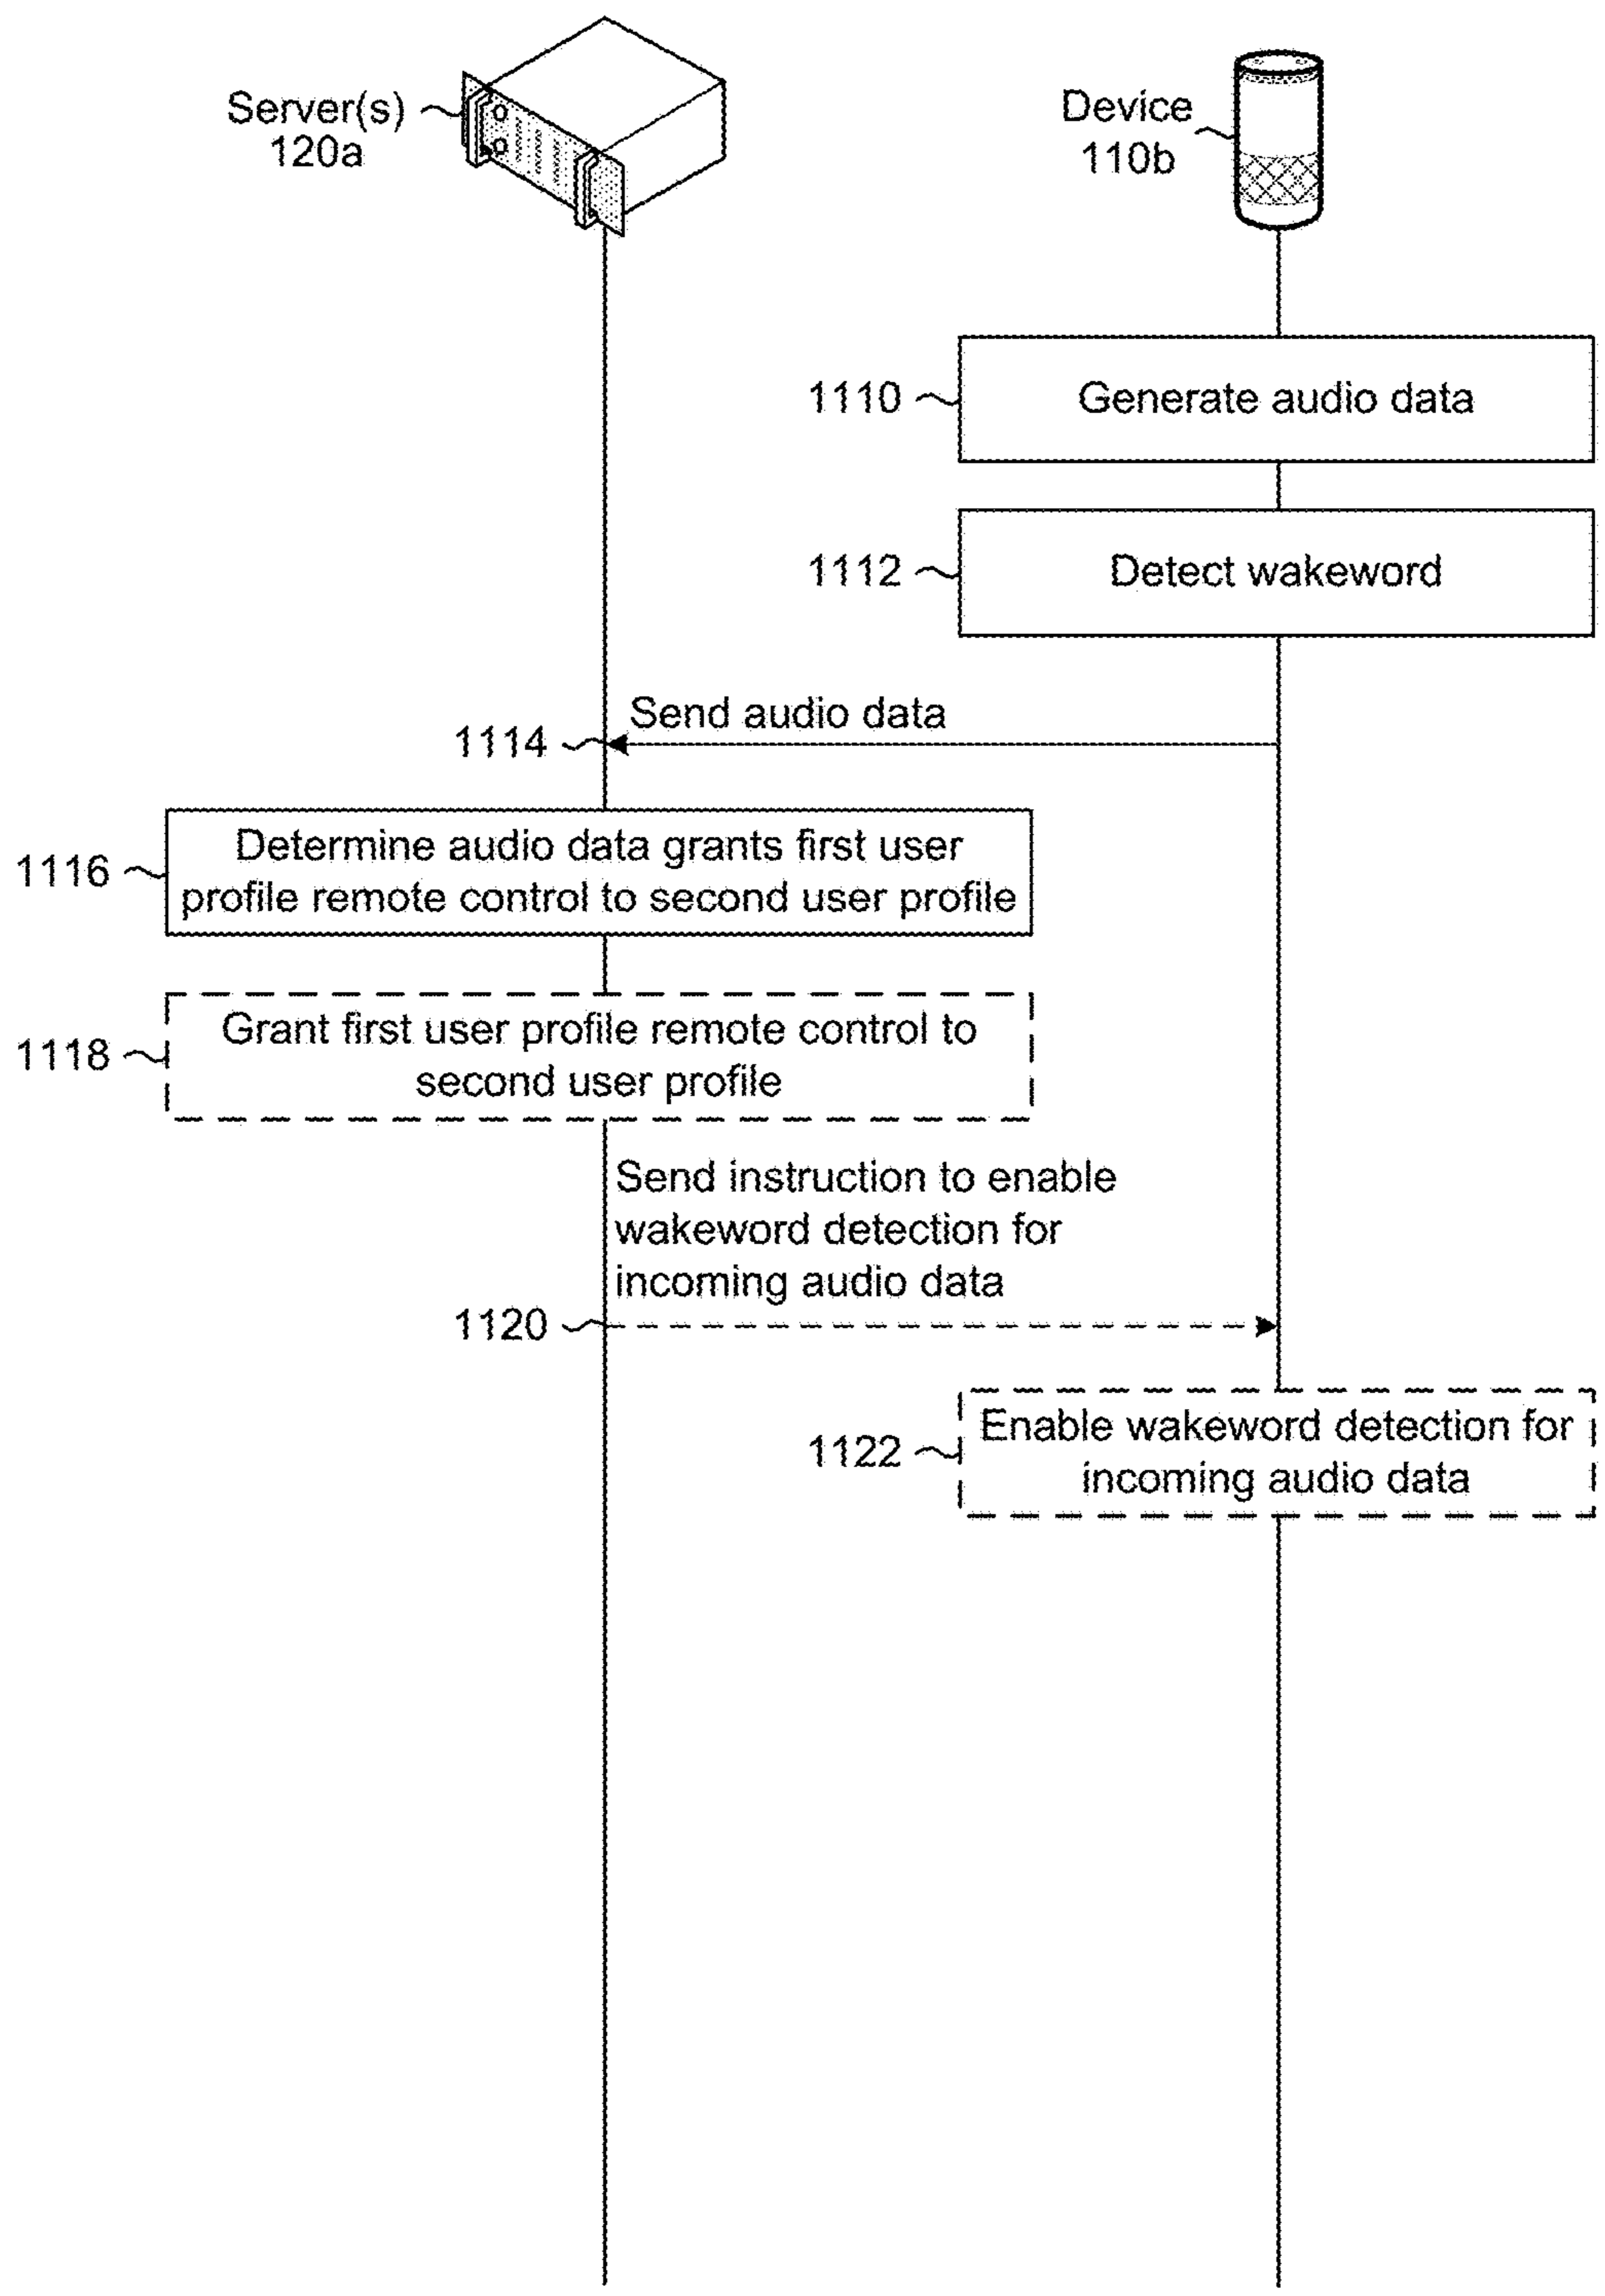 Server(s)
120a
Device
110b
1110
Generate audio data
1112
Detect wakeword
Send audio data
1114
1116
Determine audio data grants first user
profile remote control to second user profile
1118
Grant first user profile remote control to
second user profile
Send instruction to enable
wakeword detection for
incoming audio data
1120
1122
Enable wakeword detection for
incoming audio data